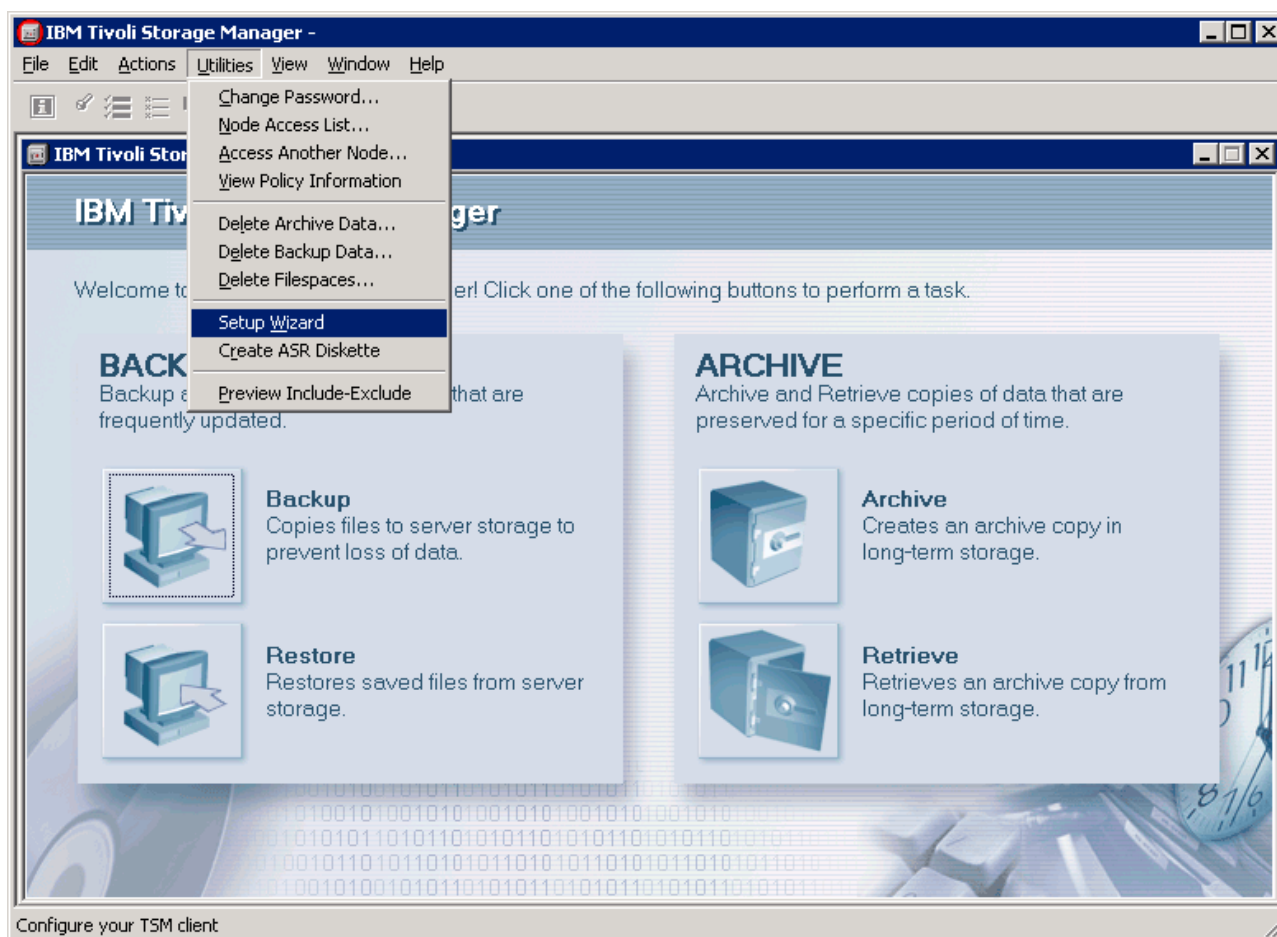 IBM Tivoli Storage Manager -
File Edit Actions Utilities View Window Help
Change Password...
Node Access List...
Access Another Node...
View Policy Information
Delete Archive Data...
Delete Backup Data...
Delete Filespaces...
Setup Wizard
Create ASR Diskette
Preview Include-Exclude
IBM Tivoli Stor
IBM Tiv ger
Welcome to er! Click one of the following buttons to perform a task.
BACK
Backup a that are
frequently updated.
Backup
Copies files to server storage to
prevent loss of data.
Restore
Restores saved files from server
storage.
ARCHIVE
Archive and Retrieve copies of data that are
preserved for a specific period of time.
Archive
Creates an archive copy in
long-term storage.
Retrieve
Retrieves an archive copy from
long-term storage.
Configure your TSM client